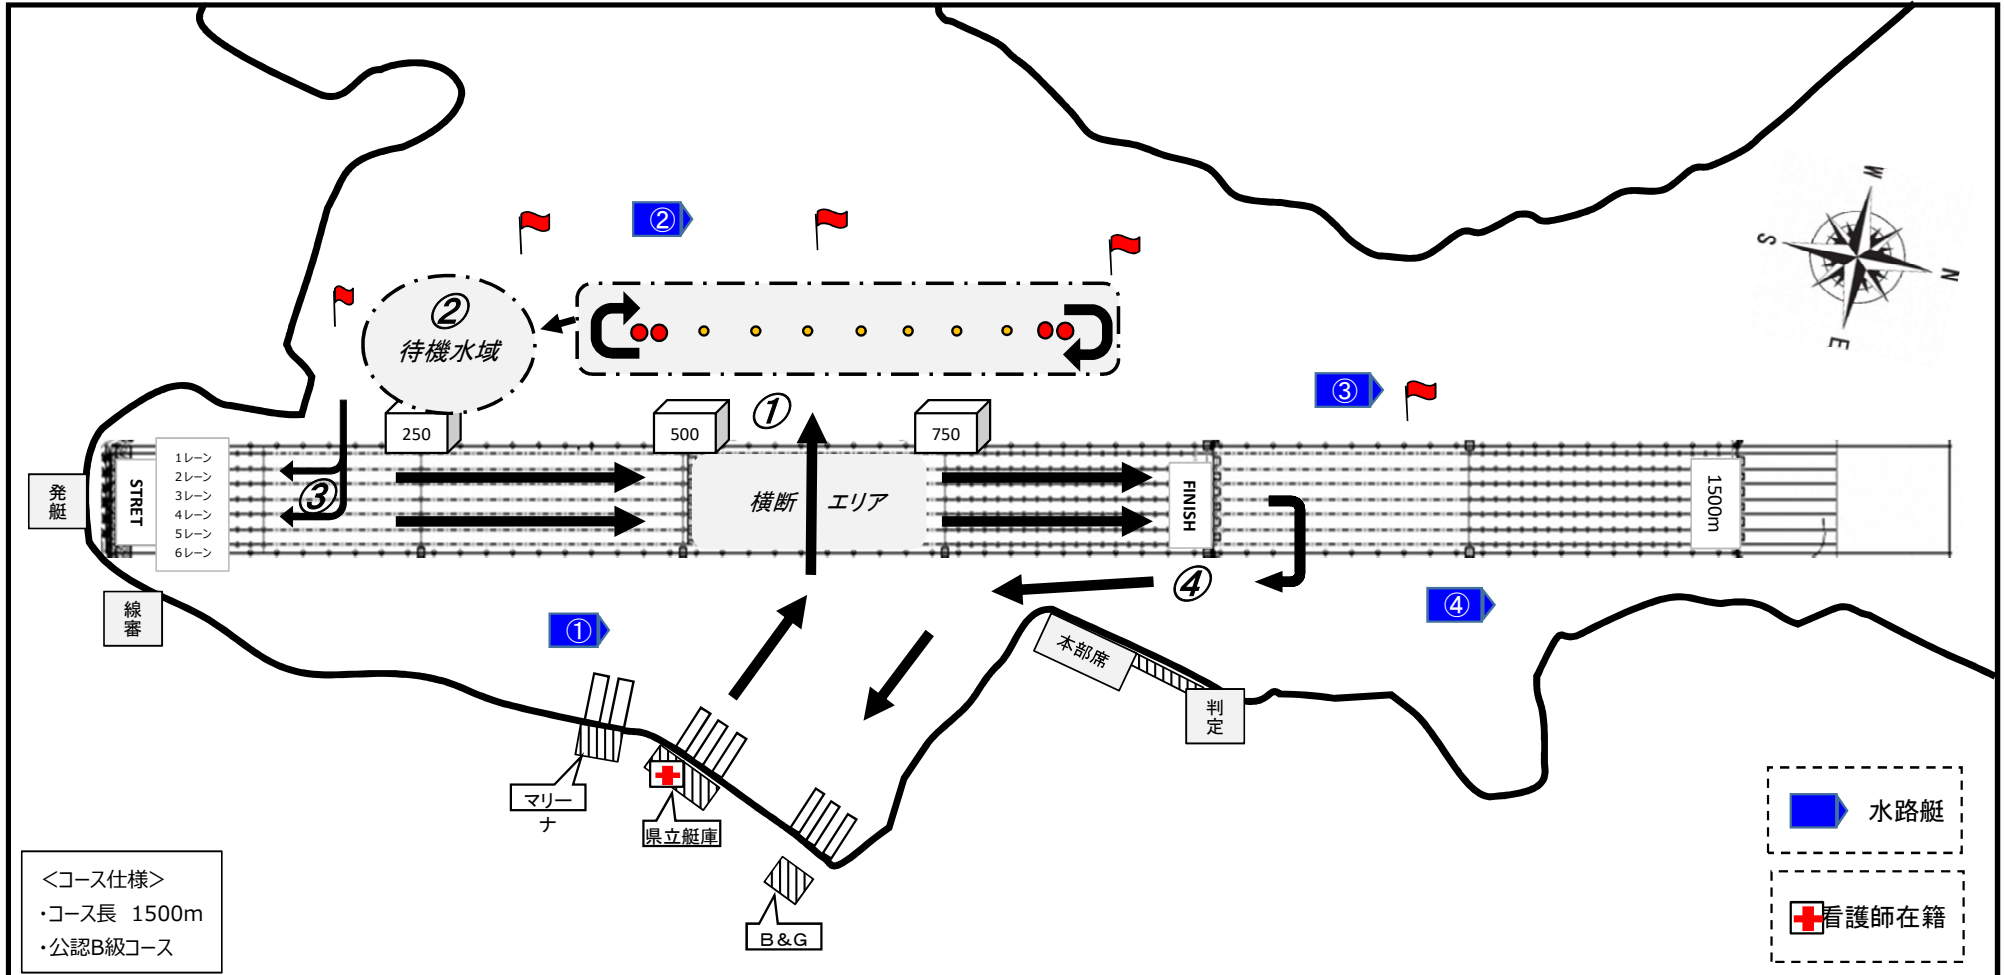 W
S
N
E
②
②
待機水域
①
③
250
500
750
1レーン
2レーン
3レーン
4レーン
5レーン
6レーン
STRET
発
艇
③
横断 エリア
FINISH
1500m
線
審
①
④
④
本部席
判
定
マリー
ナ
県立艇庫
B&G
水路艇
看護師在籍
<コース仕様>
・コース長 1500m
・公認B級コース